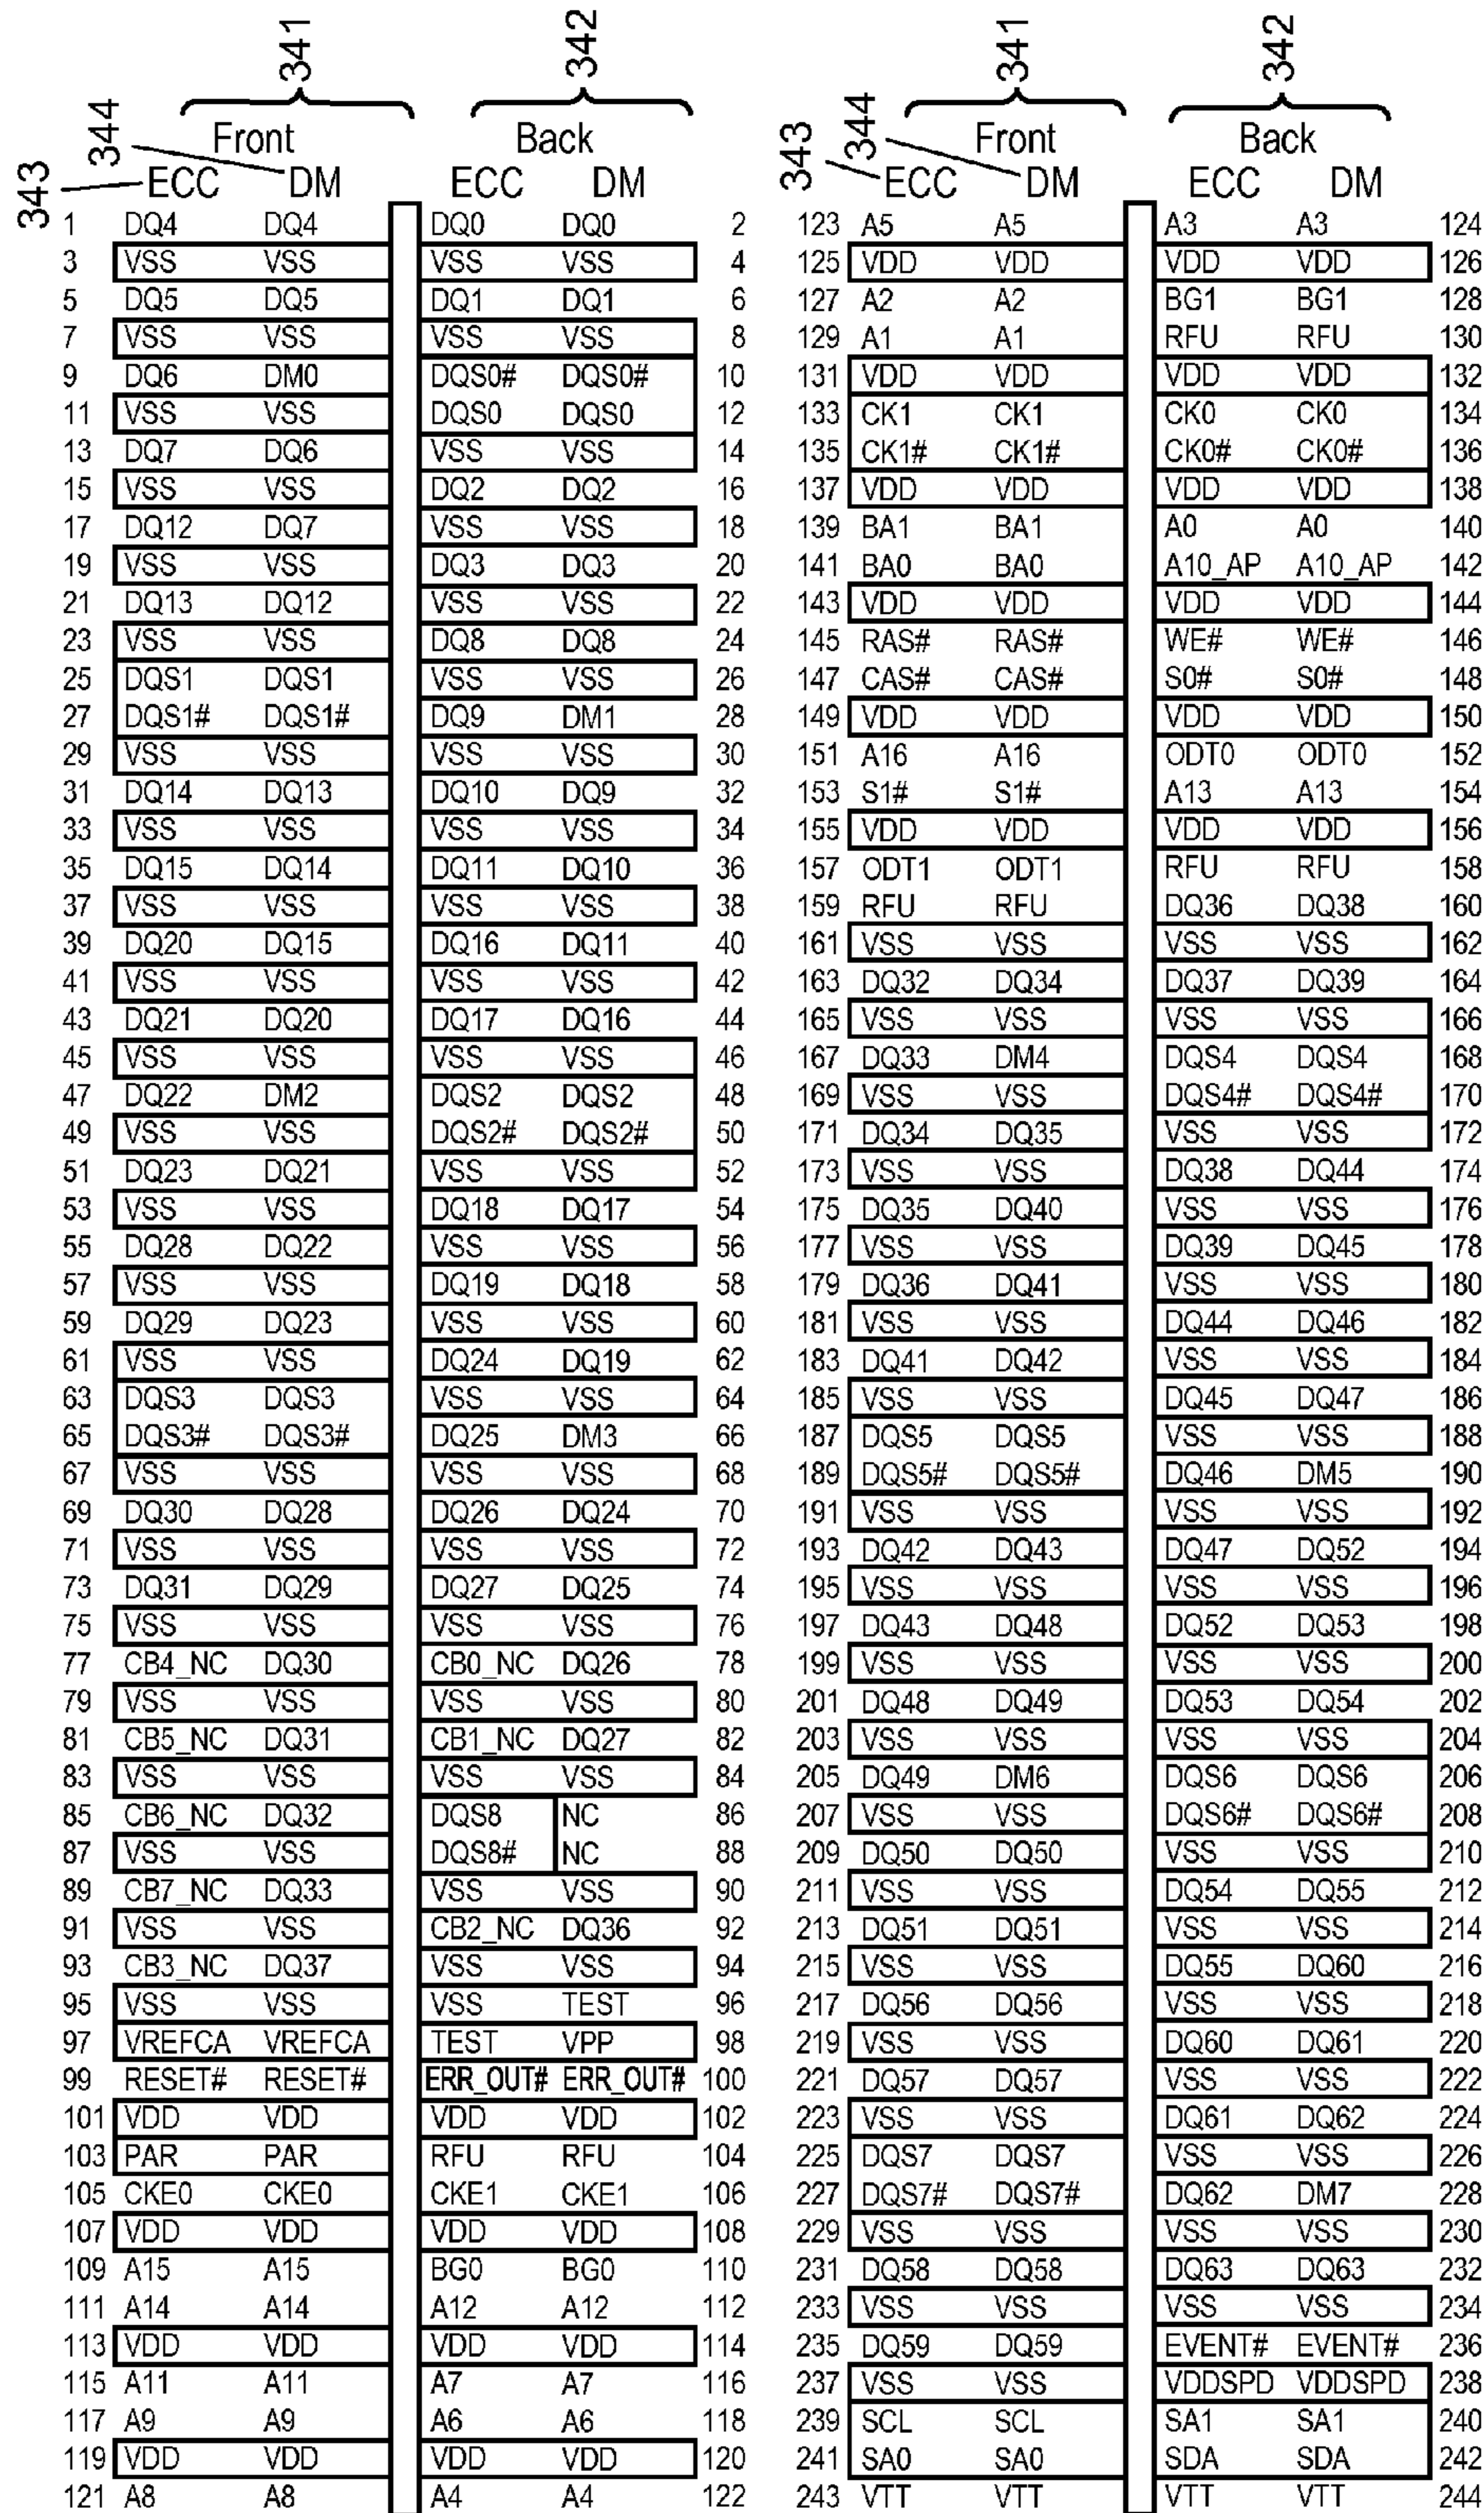 341 342 341 342
344 Front Back 344 Front Back
343 ECC DM ECC DM 343 ECC DM ECC DM
1 DQ4 DQ4 DQ0 DQ0 2 123 A5 A5 A3 A3 124
3 VSS VSS VSS VSS 4 125 VDD VDD VDD VDD 126
5 DQ5 DQ5 DQ1 DQ1 6 127 A2 A2 BG1 BG1 128
7 VSS VSS VSS VSS 8 129 A1 A1 RFU RFU 130
9 DQ6 DM0 DQS0# DQS0# 10 131 VDD VDD VDD VDD 132
11 VSS VSS DQS0 DQS0 12 133 CK1 CK1 CK0 CK0 134
13 DQ7 DQ6 VSS VSS 14 135 CK1# CK1# CK0# CK0# 136
15 VSS VSS DQ2 DQ2 16 137 VDD VDD VDD VDD 138
17 DQ12 DQ7 VSS VSS 18 139 BA1 BA1 A0 A0 140
19 VSS VSS DQ3 DQ3 20 141 BA0 BA0 A10_AP A10_AP 142
21 DQ13 DQ12 VSS VSS 22 143 VDD VDD VDD VDD 144
23 VSS VSS DQ8 DQ8 24 145 RAS# RAS# WE# WE# 146
25 DQS1 DQS1 VSS VSS 26 147 CAS# CAS# S0# S0# 148
27 DQS1# DQS1# DQ9 DM1 28 149 VDD VDD VDD VDD 150
29 VSS VSS VSS VSS 30 151 A16 A16 ODT0 ODT0 152
31 DQ14 DQ13 DQ10 DQ9 32 153 S1# S1# A13 A13 154
33 VSS VSS VSS VSS 34 155 VDD VDD VDD VDD 156
35 DQ15 DQ14 DQ11 DQ10 36 157 ODT1 ODT1 RFU RFU 158
37 VSS VSS VSS VSS 38 159 RFU RFU DQ36 DQ38 160
39 DQ20 DQ15 DQ16 DQ11 40 161 VSS VSS VSS VSS 162
41 VSS VSS VSS VSS 42 163 DQ32 DQ34 DQ37 DQ39 164
43 DQ21 DQ20 DQ17 DQ16 44 165 VSS VSS VSS VSS 166
45 VSS VSS VSS VSS 46 167 DQ33 DM4 DQS4 DQS4 168
47 DQ22 DM2 DQS2 DQS2 48 169 VSS VSS DQS4# DQS4# 170
49 VSS VSS DQS2# DQS2# 50 171 DQ34 DQ35 VSS VSS 172
51 DQ23 DQ21 VSS VSS 52 173 VSS VSS DQ38 DQ44 174
53 VSS VSS DQ18 DQ17 54 175 DQ35 DQ40 VSS VSS 176
55 DQ28 DQ22 VSS VSS 56 177 VSS VSS DQ39 DQ45 178
57 VSS VSS DQ19 DQ18 58 179 DQ36 DQ41 VSS VSS 180
59 DQ29 DQ23 VSS VSS 60 181 VSS VSS DQ44 DQ46 182
61 VSS VSS DQ24 DQ19 62 183 DQ41 DQ42 VSS VSS 184
63 DQS3 DQS3 VSS VSS 64 185 VSS VSS DQ45 DQ47 186
65 DQS3# DQS3# DQ25 DM3 66 187 DQS5 DQS5 VSS VSS 188
67 VSS VSS VSS VSS 68 189 DQS5# DQS5# DQ46 DM5 190
69 DQ30 DQ28 DQ26 DQ24 70 191 VSS VSS VSS VSS 192
71 VSS VSS VSS VSS 72 193 DQ42 DQ43 DQ47 DQ52 194
73 DQ31 DQ29 DQ27 DQ25 74 195 VSS VSS VSS VSS 196
75 VSS VSS VSS VSS 76 197 DQ43 DQ48 DQ52 DQ53 198
77 CB4_NC DQ30 CB0_NC DQ26 78 199 VSS VSS VSS VSS 200
79 VSS VSS VSS VSS 80 201 DQ48 DQ49 DQ53 DQ54 202
81 CB5_NC DQ31 CB1_NC DQ27 82 203 VSS VSS VSS VSS 204
83 VSS VSS VSS VSS 84 205 DQ49 DM6 DQS6 DQS6 206
85 CB6_NC DQ32 DQS8 NC 86 207 VSS VSS DQS6# DQS6# 208
87 VSS VSS DQS8# NC 88 209 DQ50 DQ50 VSS VSS 210
89 CB7_NC DQ33 VSS VSS 90 211 VSS VSS DQ54 DQ55 212
91 VSS VSS CB2_NC DQ36 92 213 DQ51 DQ51 VSS VSS 214
93 CB3_NC DQ37 VSS VSS 94 215 VSS VSS DQ55 DQ60 216
95 VSS VSS VSS TEST 96 217 DQ56 DQ56 VSS VSS 218
97 VREFCA VREFCA TEST VPP 98 219 VSS VSS DQ60 DQ61 220
99 RESET# RESET# ERR_OUT# ERR_OUT# 100 221 DQ57 DQ57 VSS VSS 222
101 VDD VDD VDD VDD 102 223 VSS VSS DQ61 DQ62 224
103 PAR PAR RFU RFU 104 225 DQS7 DQS7 VSS VSS 226
105 CKE0 CKE0 CKE1 CKE1 106 227 DQS7# DQS7# DQ62 DM7 228
107 VDD VDD VDD VDD 108 229 VSS VSS VSS VSS 230
109 A15 A15 BG0 BG0 110 231 DQ58 DQ58 DQ63 DQ63 232
111 A14 A14 A12 A12 112 233 VSS VSS VSS VSS 234
113 VDD VDD VDD VDD 114 235 DQ59 DQ59 EVENT# EVENT# 236
115 A11 A11 A7 A7 116 237 VSS VSS VDDSPD VDDSPD 238
117 A9 A9 A6 A6 118 239 SCL SCL SA1 SA1 240
119 VDD VDD VDD VDD 120 241 SA0 SA0 SDA SDA 242
121 A8 A8 A4 A4 122 243 VTT VTT VTT VTT 244